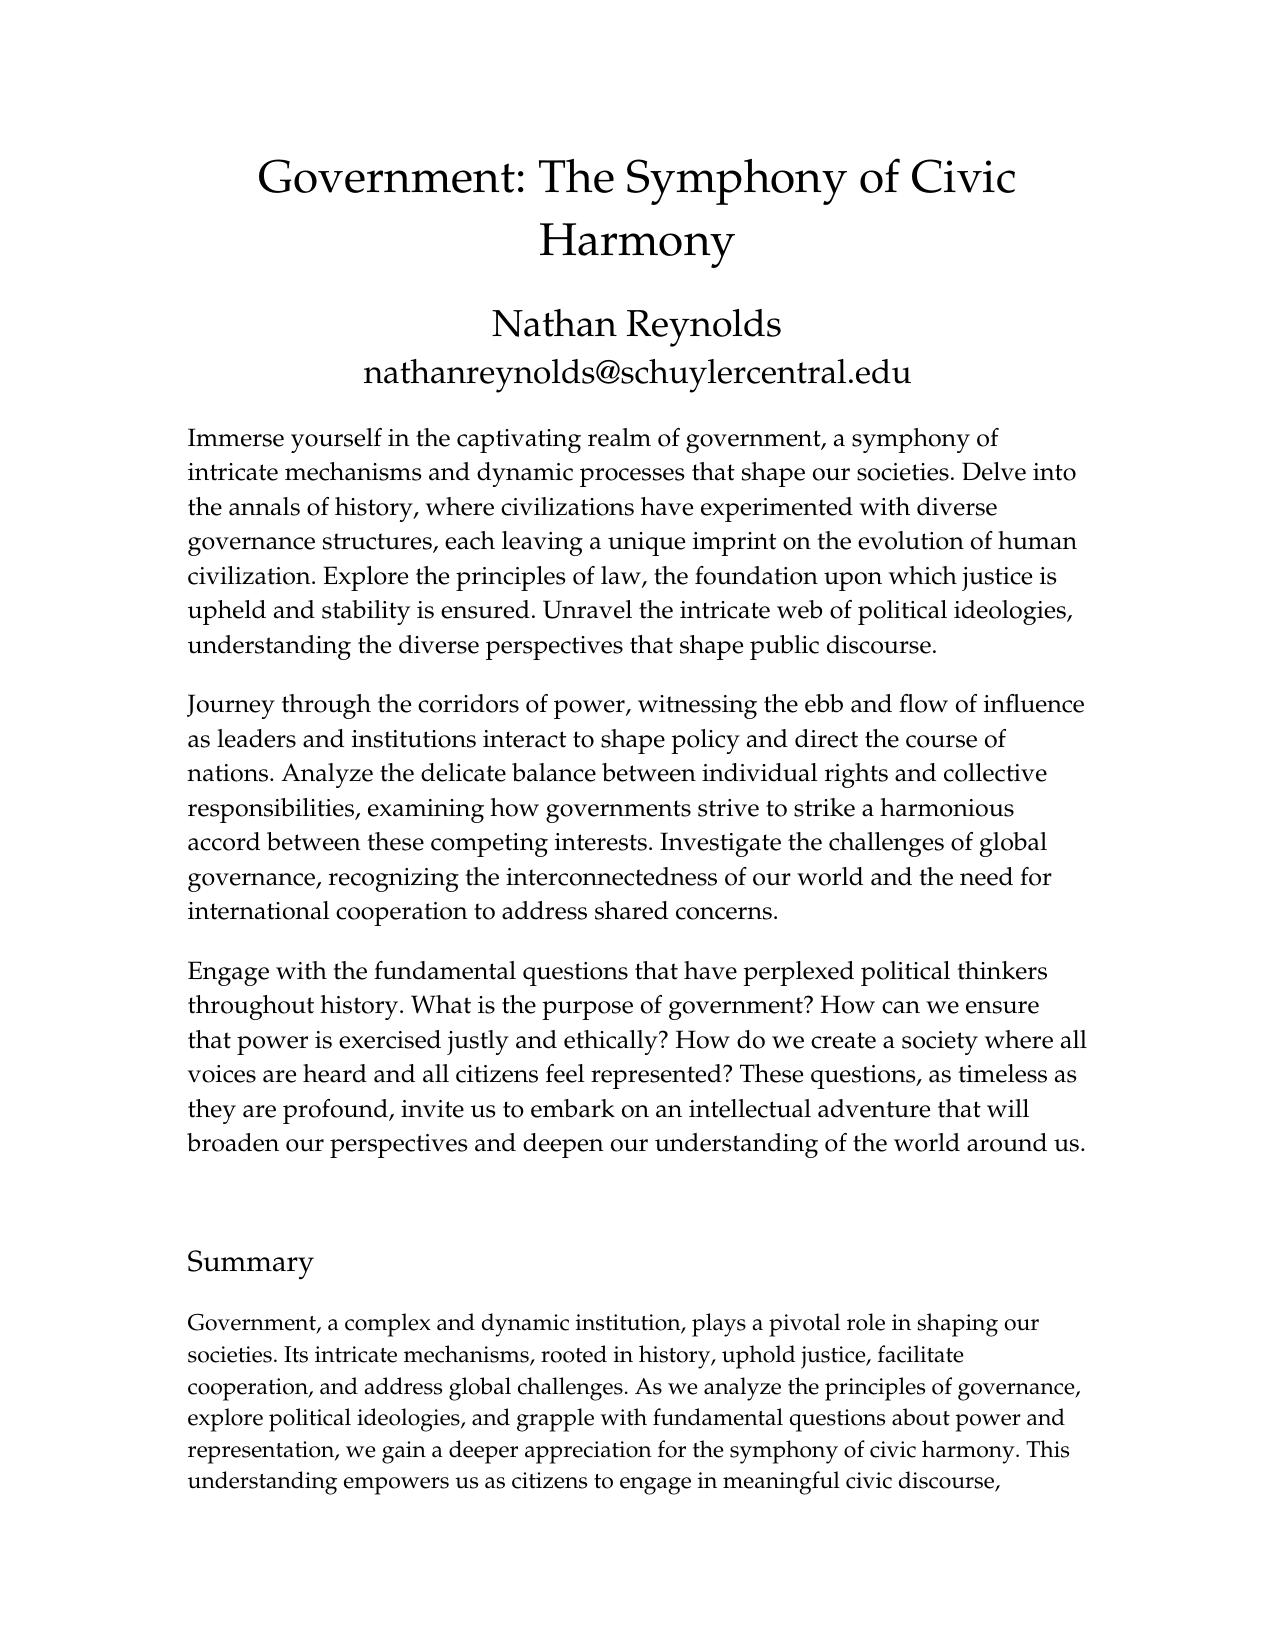 Government: The Symphony of Civic
Harmony
Nathan Reynolds
nathanreynolds@schuylercentral.edu
Immerse yourself in the captivating realm of government, a symphony of
intricate mechanisms and dynamic processes that shape our societies. Delve into
the annals of history, where civilizations have experimented with diverse
governance structures, each leaving a unique imprint on the evolution of human
civilization. Explore the principles of law, the foundation upon which justice is
upheld and stability is ensured. Unravel the intricate web of political ideologies,
understanding the diverse perspectives that shape public discourse.
Journey through the corridors of power, witnessing the ebb and flow of influence
as leaders and institutions interact to shape policy and direct the course of
nations. Analyze the delicate balance between individual rights and collective
responsibilities, examining how governments strive to strike a harmonious
accord between these competing interests. Investigate the challenges of global
governance, recognizing the interconnectedness of our world and the need for
international cooperation to address shared concerns.
Engage with the fundamental questions that have perplexed political thinkers
throughout history. What is the purpose of government? How can we ensure
that power is exercised justly and ethically? How do we create a society where all
voices are heard and all citizens feel represented? These questions, as timeless as
they are profound, invite us to embark on an intellectual adventure that will
broaden our perspectives and deepen our understanding of the world around us.
Summary
Government, a complex and dynamic institution, plays a pivotal role in shaping our
societies. Its intricate mechanisms, rooted in history, uphold justice, facilitate
cooperation, and address global challenges. As we analyze the principles of governance,
explore political ideologies, and grapple with fundamental questions about power and
representation, we gain a deeper appreciation for the symphony of civic harmony. This
understanding empowers us as citizens to engage in meaningful civic discourse,